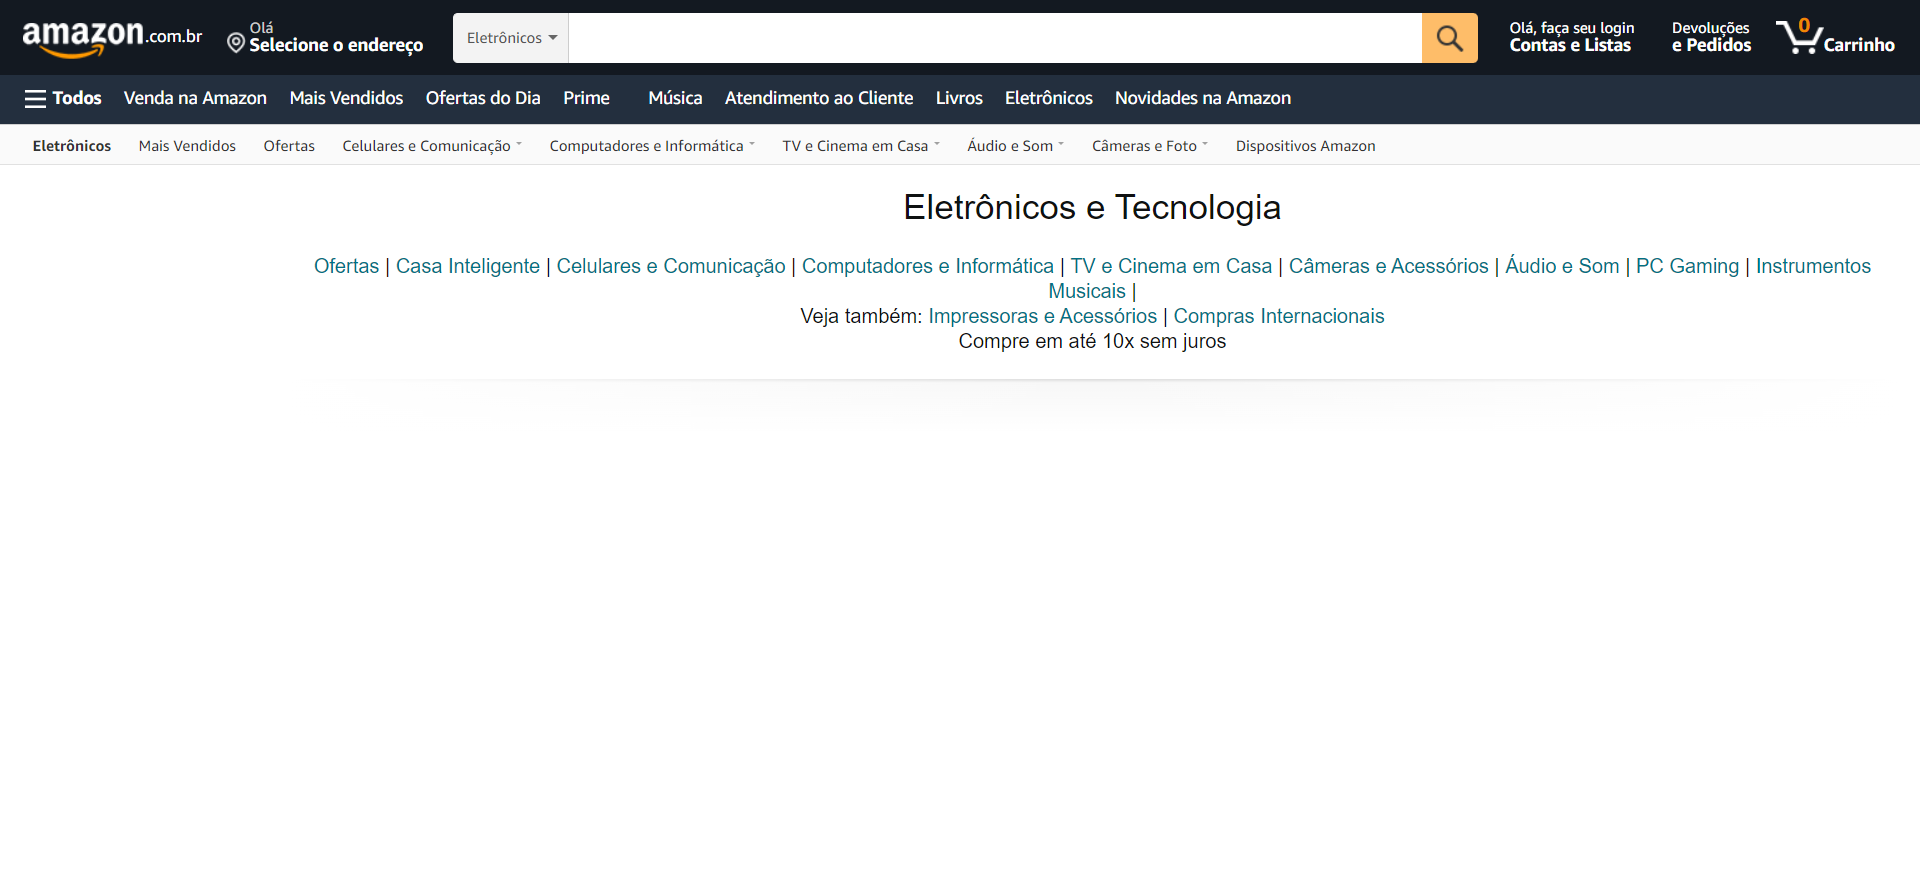 amazon.com.br
Olá
Selecione o endereço
Eletrônicos
Olá, faça seu login
Contas e Listas
Devoluções
e Pedidos
0
Carrinho
Todos Venda na Amazon Mais Vendidos Ofertas do Dia Prime Música Atendimento ao Cliente Livros Eletrônicos Novidades na Amazon
Eletrônicos Mais Vendidos Ofertas Celulares e Comunicação Computadores e Informática TV e Cinema em Casa Áudio e Som Câmeras e Foto Dispositivos Amazon
Eletrônicos e Tecnologia
Ofertas | Casa Inteligente | Celulares e Comunicação | Computadores e Informática | TV e Cinema em Casa | Câmeras e Acessórios | Áudio e Som | PC Gaming | Instrumentos
Musicais |
Veja também: Impressoras e Acessórios | Compras Internacionais
Compre em até 10x sem juros